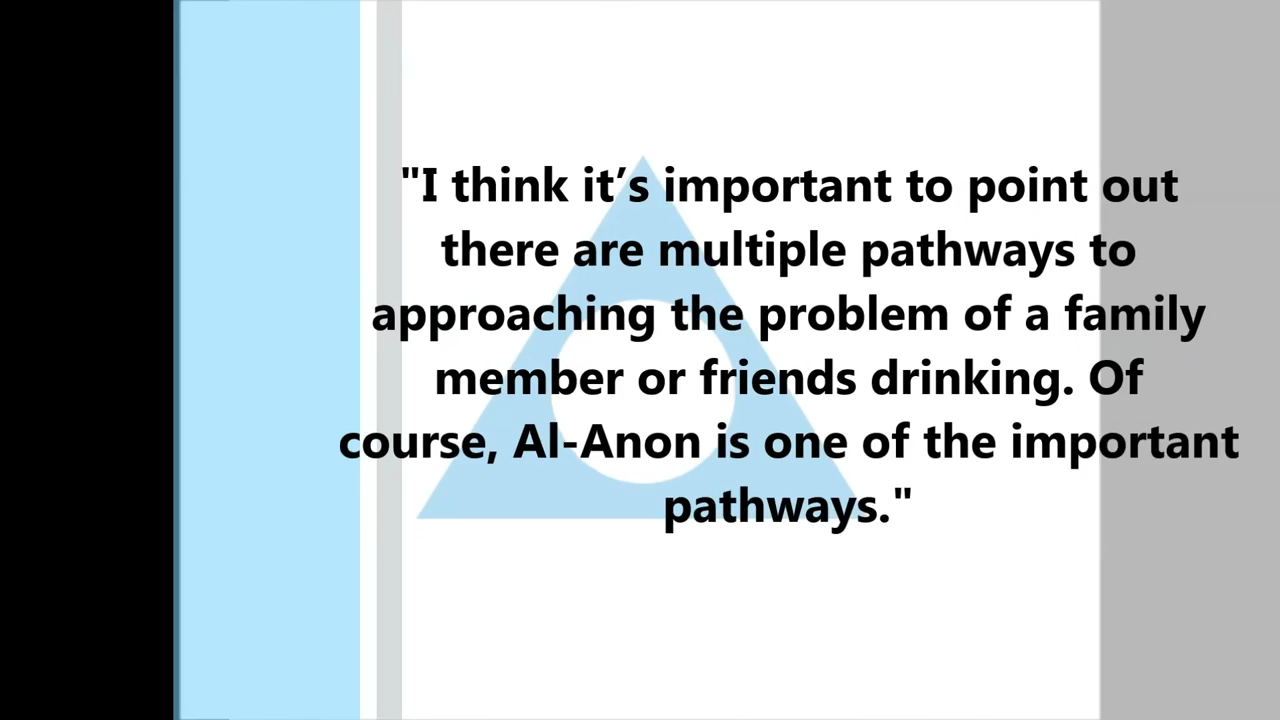 "I think it’s important to point out
there are multiple pathways to
approaching the problem of a family
member or friends drinking. Of
course, Al-Anon is one of the important
pathways."